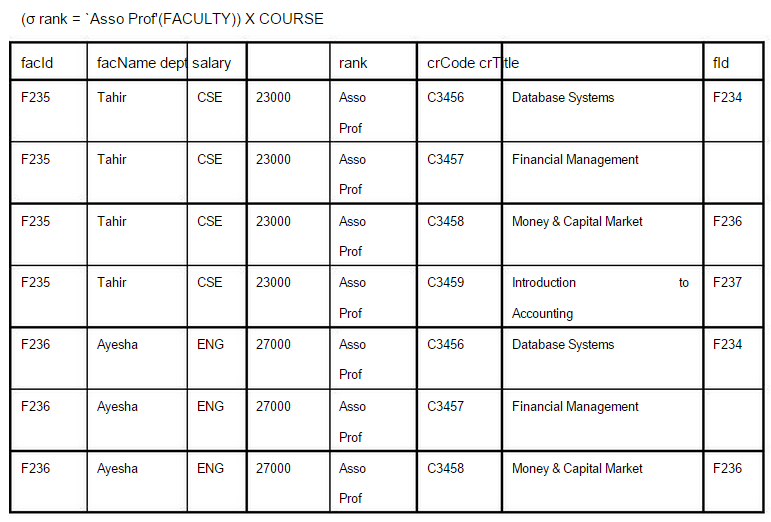 (σ rank = `Asso Prof'(FACULTY)) X COURSE
facId facName dept salary rank crCode crTitle fId
F235 Tahir CSE 23000 Asso C3456 Database Systems F234
Prof
F235 Tahir CSE 23000 Asso C3457 Financial Management
Prof
F235 Tahir CSE 23000 Asso C3458 Money & Capital Market F236
Prof
F235 Tahir CSE 23000 Asso C3459 Introduction to F237
Prof Accounting
F236 Ayesha ENG 27000 Asso C3456 Database Systems F234
Prof
F236 Ayesha ENG 27000 Asso C3457 Financial Management
Prof
F236 Ayesha ENG 27000 Asso C3458 Money & Capital Market F236
Prof